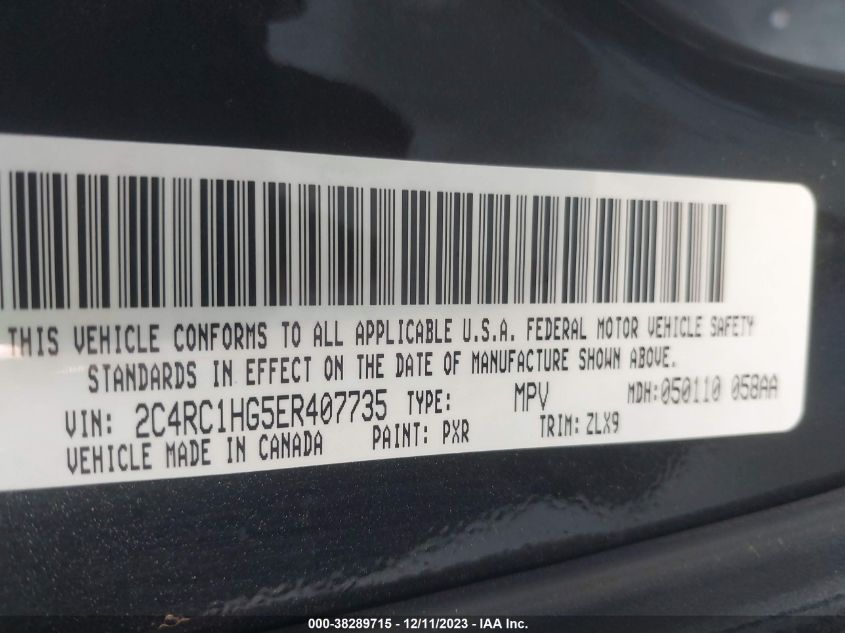 THIS VEHICLE CONFORMS TO ALL APPLICABLE U.S.A. FEDERAL MOTOR VEHICLE SAFETY
STANDARDS IN EFFECT ON THE DATE OF MANUFACTURE SHOWN ABOVE.
VIN: 2C4RC1HG5ER407735 TYPE: MPV MDH: 050110 058AA
VEHICLE MADE IN CANADA PAINT: PXR TRIM: ZLX9
000-38289715 - 12/11/2023 - IAA Inc.